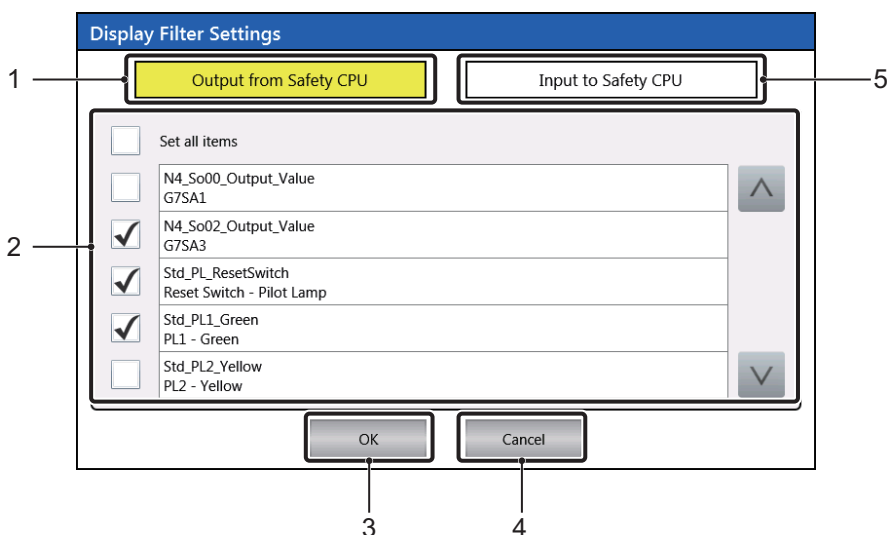 Display Filter Settings
1
Output from Safety CPU
Input to Safety CPU
5
Set all items
N4_So00_Output_Value
G7SA1
2
N4_So02_Output_Value
G7SA3
Std_PL_ResetSwitch
Reset Switch - Pilot Lamp
Std_PL1_Green
PL1 - Green
Std_PL2_Yellow
PL2 - Yellow
OK
Cancel
3
4